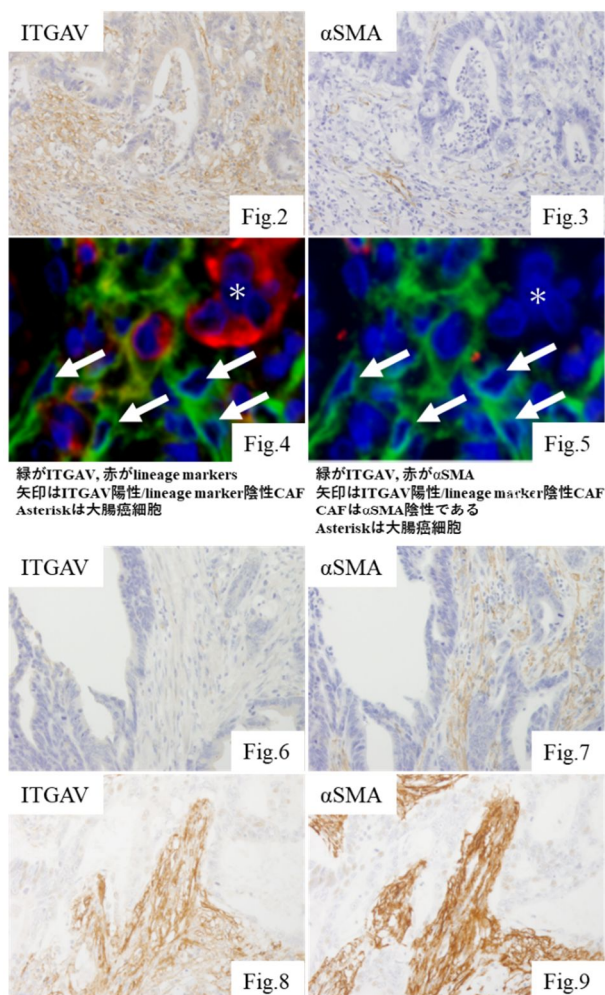 ITGAV
αSMA
Fig.2
Fig.3
*
*
Fig.4
Fig.5
緑がITGAV, 赤がlineage markers
矢印はITGAV陽性/lineage marker陰性CAF
Asteriskは大腸癌細胞
緑がITGAV, 赤がαSMA
矢印はITGAV陽性/lineage marker陰性CAF
CAFはαSMA陰性である
Asteriskは大腸癌細胞
ITGAV
αSMA
Fig.6
Fig.7
ITGAV
αSMA
Fig.8
Fig.9